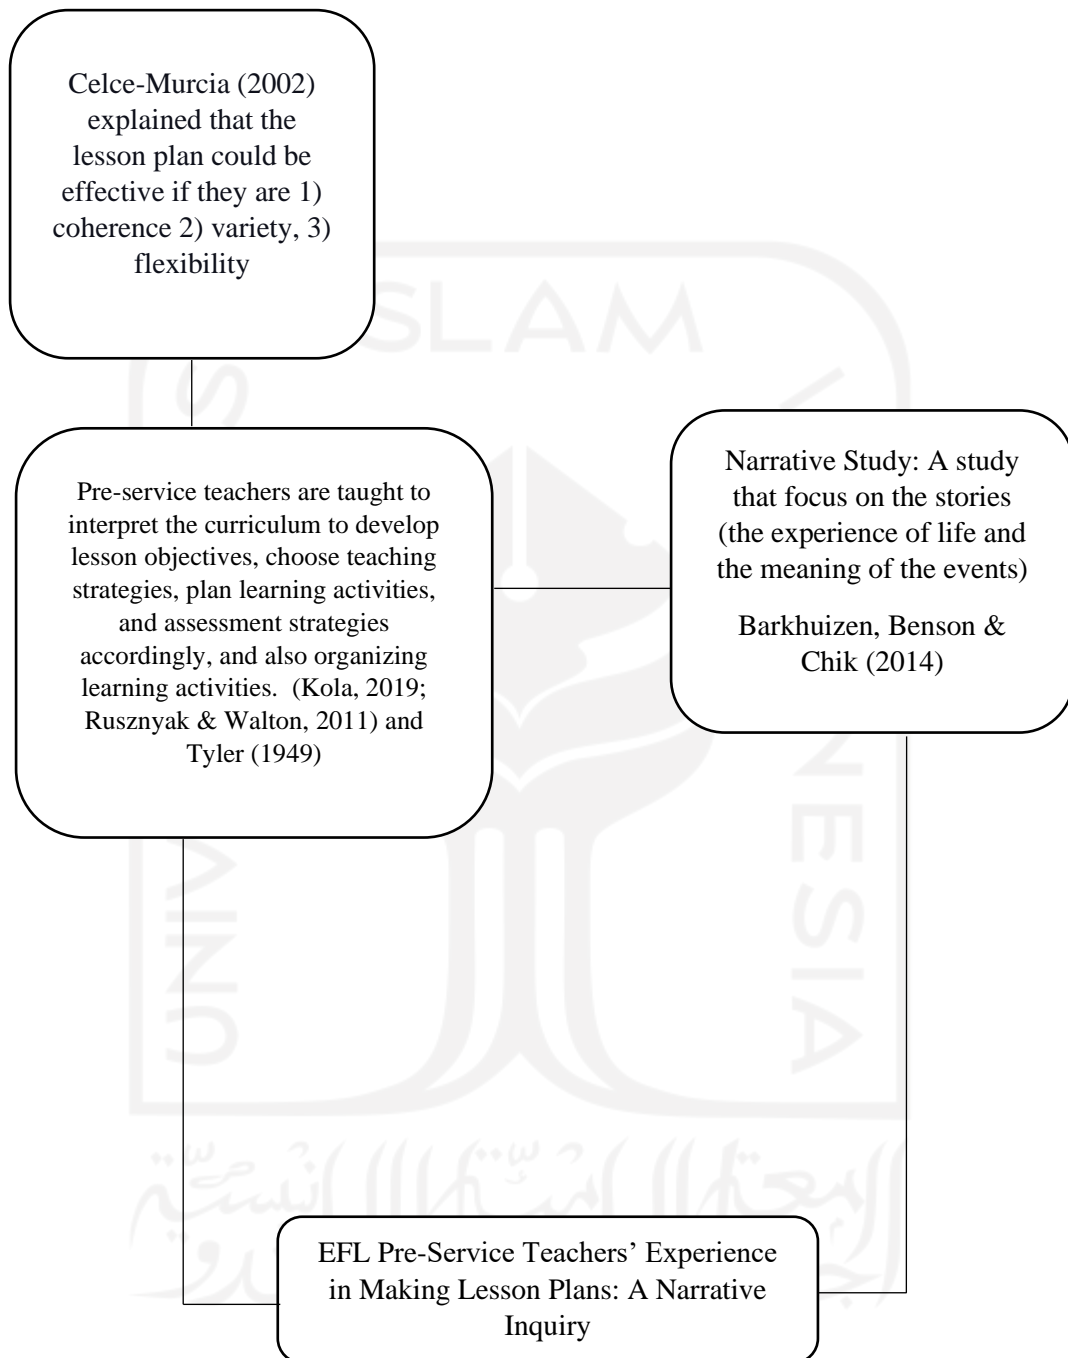 Celce-Murcia (2002)
explained that the
lesson plan could be
effective if they are 1)
coherence 2) variety, 3)
flexibility
SLAM
Pre-service teachers are taught to
interpret the curriculum to develop
lesson objectives, choose teaching
strategies, plan learning activities,
and assessment strategies
accordingly, and also organizing
learning activities. (Kola, 2019;
Rusznyak & Walton, 2011) and
Tyler (1949)
Narrative Study: A study
that focus on the stories
(the experience of life and
the meaning of the events)
Barkhuizen, Benson &
Chik (2014)
NESIA
UNIV
EFL Pre-Service Teachers’ Experience
in Making Lesson Plans: A Narrative
Inquiry